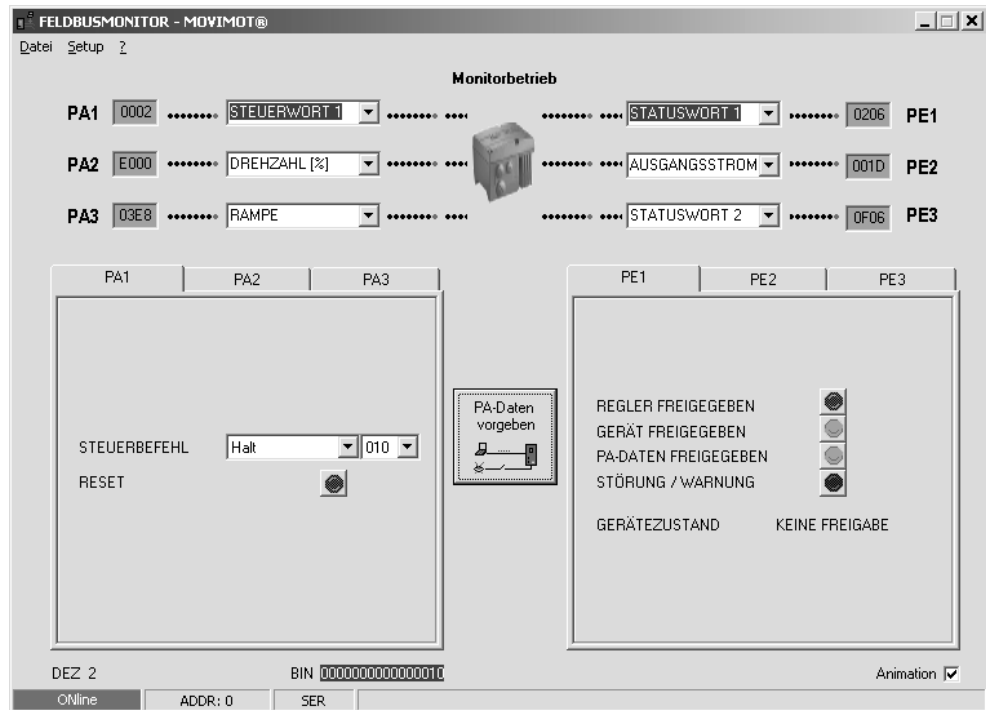 FELDBUSMONITOR - MOVIMOT®
Datei Setup ?
Monitorbetrieb
PA1 0002 STEUERWORT 1 STATUSWORT 1 0206 PE1
PA2 E000 DREHZAHL [%] AUSGANGSSTROM 001D PE2
PA3 03E8 RAMPE STATUSWORT 2 0F06 PE3
PA1 PA2 PA3 PE1 PE2 PE3
PA-Daten
vorgeben
STEUERBEFEHL Halt 010
RESET
REGLER FREIGEGEBEN
GERÄT FREIGEGEBEN
PA-DATEN FREIGEGEBEN
STÖRUNG / WARNUNG
GERÄTEZUSTAND KEINE FREIGABE
DEZ 2 BIN 0000000000000010 Animation
ONline ADDR: 0 SER